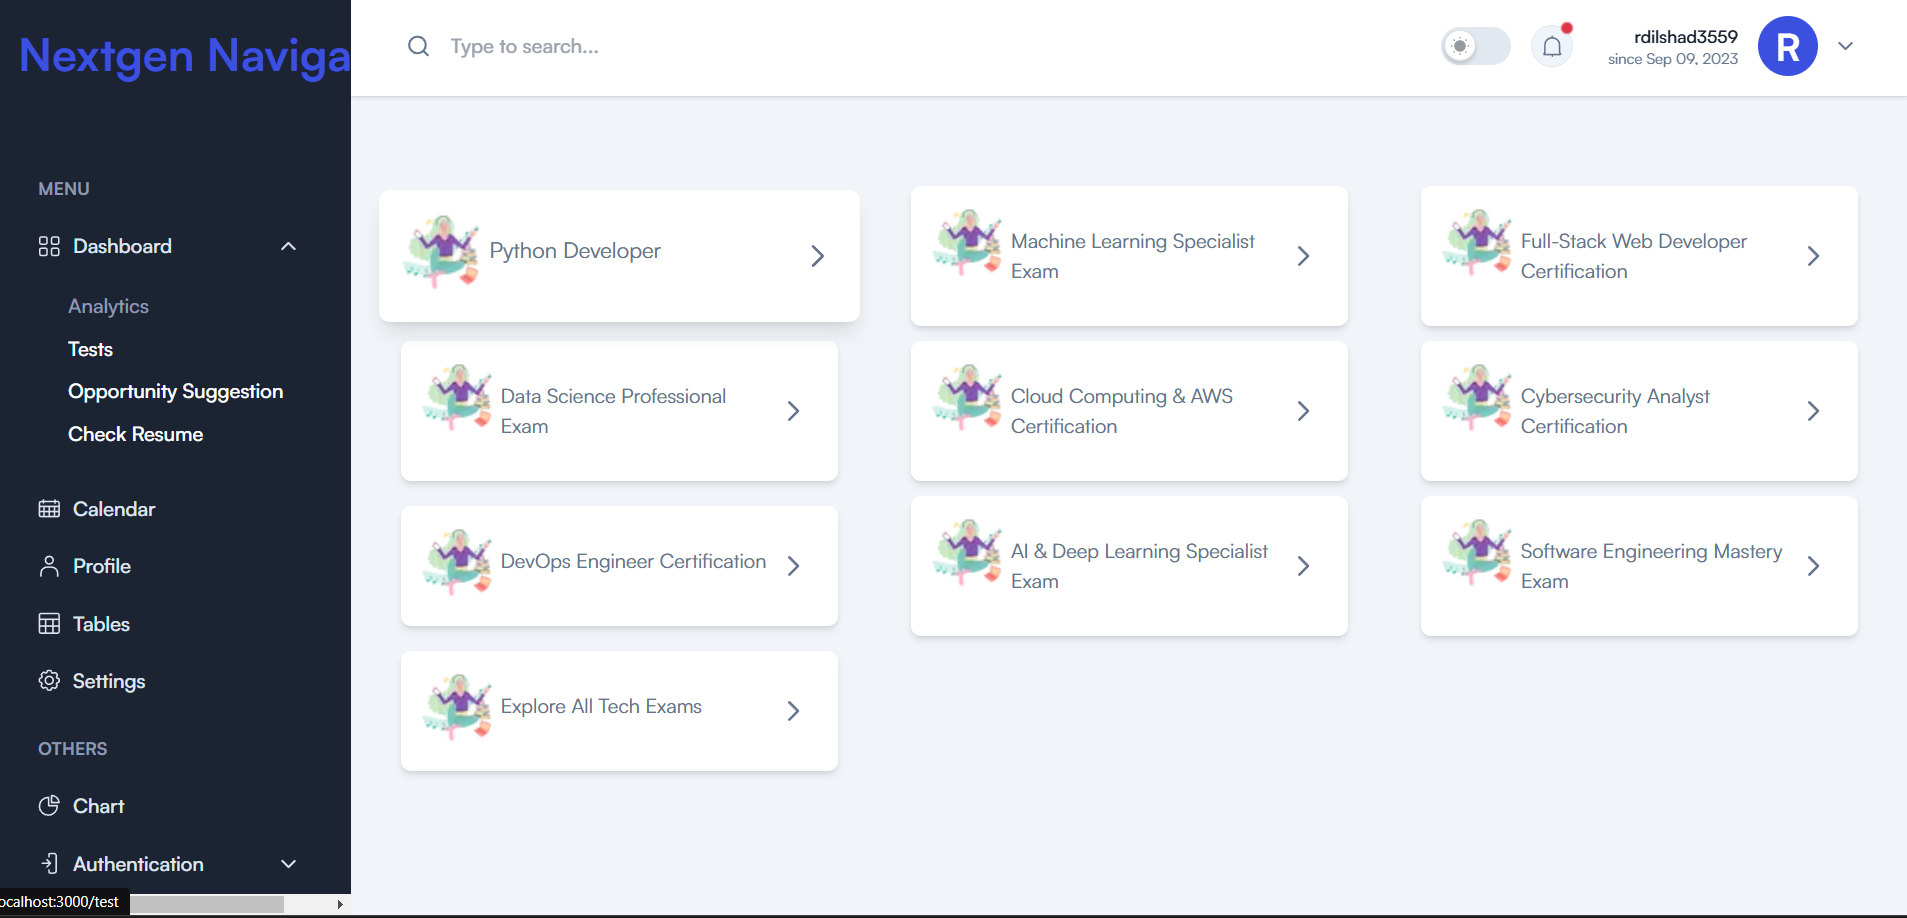 Nextgen Naviga
Type to search...
rdilshad3559
since Sep 09, 2023
R
MENU
Dashboard
Analytics
Tests
Opportunity Suggestion
Check Resume
Calendar
Profile
Tables
Settings
OTHERS
Chart
Authentication
ocalhost:3000/test
Python Developer
Machine Learning Specialist
Exam
Full-Stack Web Developer
Certification
Data Science Professional
Exam
Cloud Computing & AWS
Certification
Cybersecurity Analyst
Certification
DevOps Engineer Certification
AI & Deep Learning Specialist
Exam
Software Engineering Mastery
Exam
Explore All Tech Exams